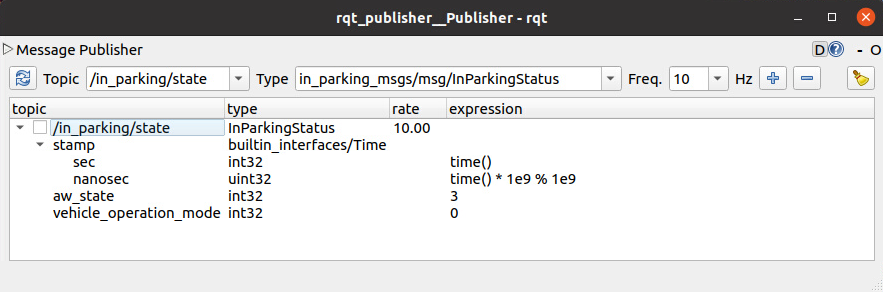 rqt_publisher__Publisher - rqt
Message Publisher D ? - O
Topic /in_parking/state Type in_parking_msgs/msg/InParkingStatus Freq. 10 Hz
topic type rate expression
/in_parking/state InParkingStatus 10.00
stamp builtin_interfaces/Time
sec int32 time()
nanosec uint32 time() * 1e9 % 1e9
aw_state int32 3
vehicle_operation_mode int32 0